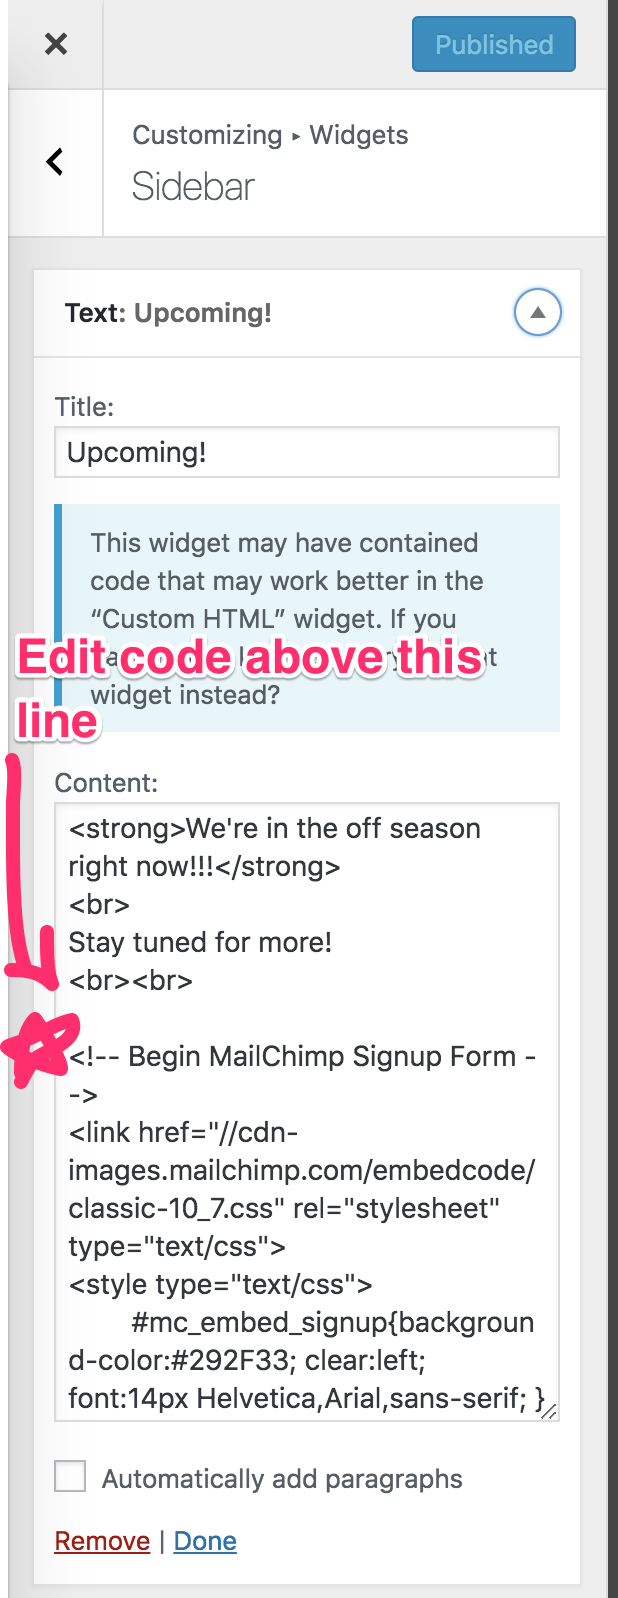 Published
Customizing ▸ Widgets
Sidebar
Text: Upcoming!
Title:
Upcoming!
This widget may have contained
code that may work better in the
“Custom HTML” widget. If you
Edit code above this
widget instead?
line
Content:
<strong>We're in the off season
right now!!!</strong>
<br>
Stay tuned for more!
<br><br>
<!-- Begin MailChimp Signup Form -
->
<link href="//cdn-
images.mailchimp.com/embedcode/
classic-10_7.css" rel="stylesheet"
type="text/css">
<style type="text/css">
#mc_embed_signup{backgroun
d-color:#292F33; clear:left;
font:14px Helvetica,Arial,sans-serif; }
Automatically add paragraphs
Remove | Done